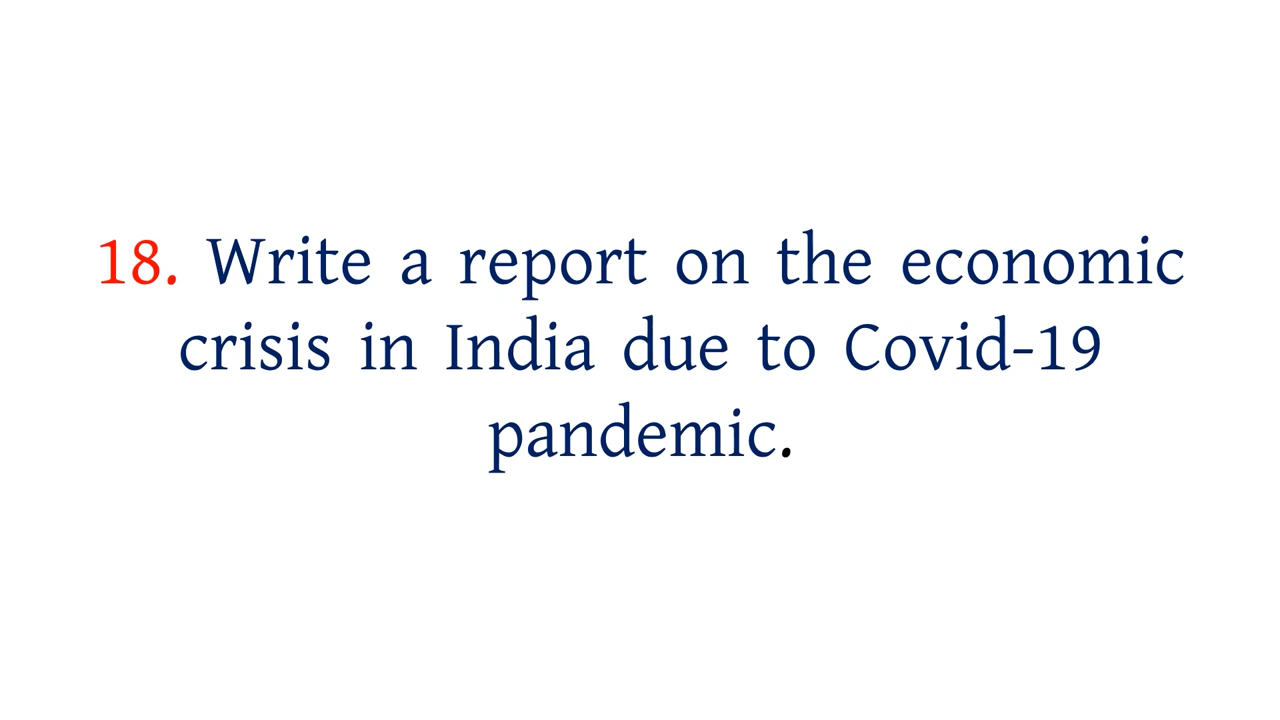 18. Write a report on the economic
crisis in India due to Covid-19
pandemic.